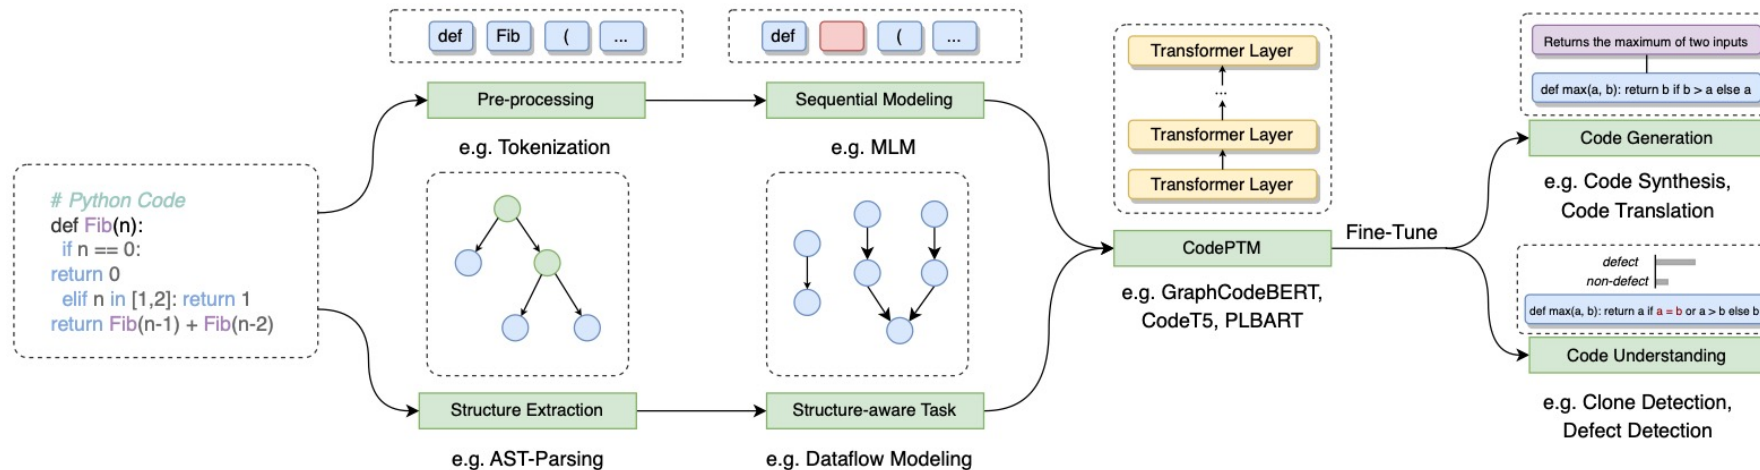 # Python Code
def Fib(n):
if n == 0:
return 0
elif n in [1,2]: return 1
return Fib(n-1) + Fib(n-2)
def Fib ( ...
Pre-processing
e.g. Tokenization
def ( ...
Sequential Modeling
e.g. MLM
Structure Extraction
e.g. AST-Parsing
Structure-aware Task
e.g. Dataflow Modeling
Transformer Layer
...
Transformer Layer
Transformer Layer
CodePTM
e.g. GraphCodeBERT,
CodeT5, PLBART
Fine-Tune
Returns the maximum of two inputs
def max(a, b): return b if b > a else a
Code Generation
e.g. Code Synthesis,
Code Translation
defect
non-defect
def max(a, b): return a if a = b or a > b else b
Code Understanding
e.g. Clone Detection,
Defect Detection